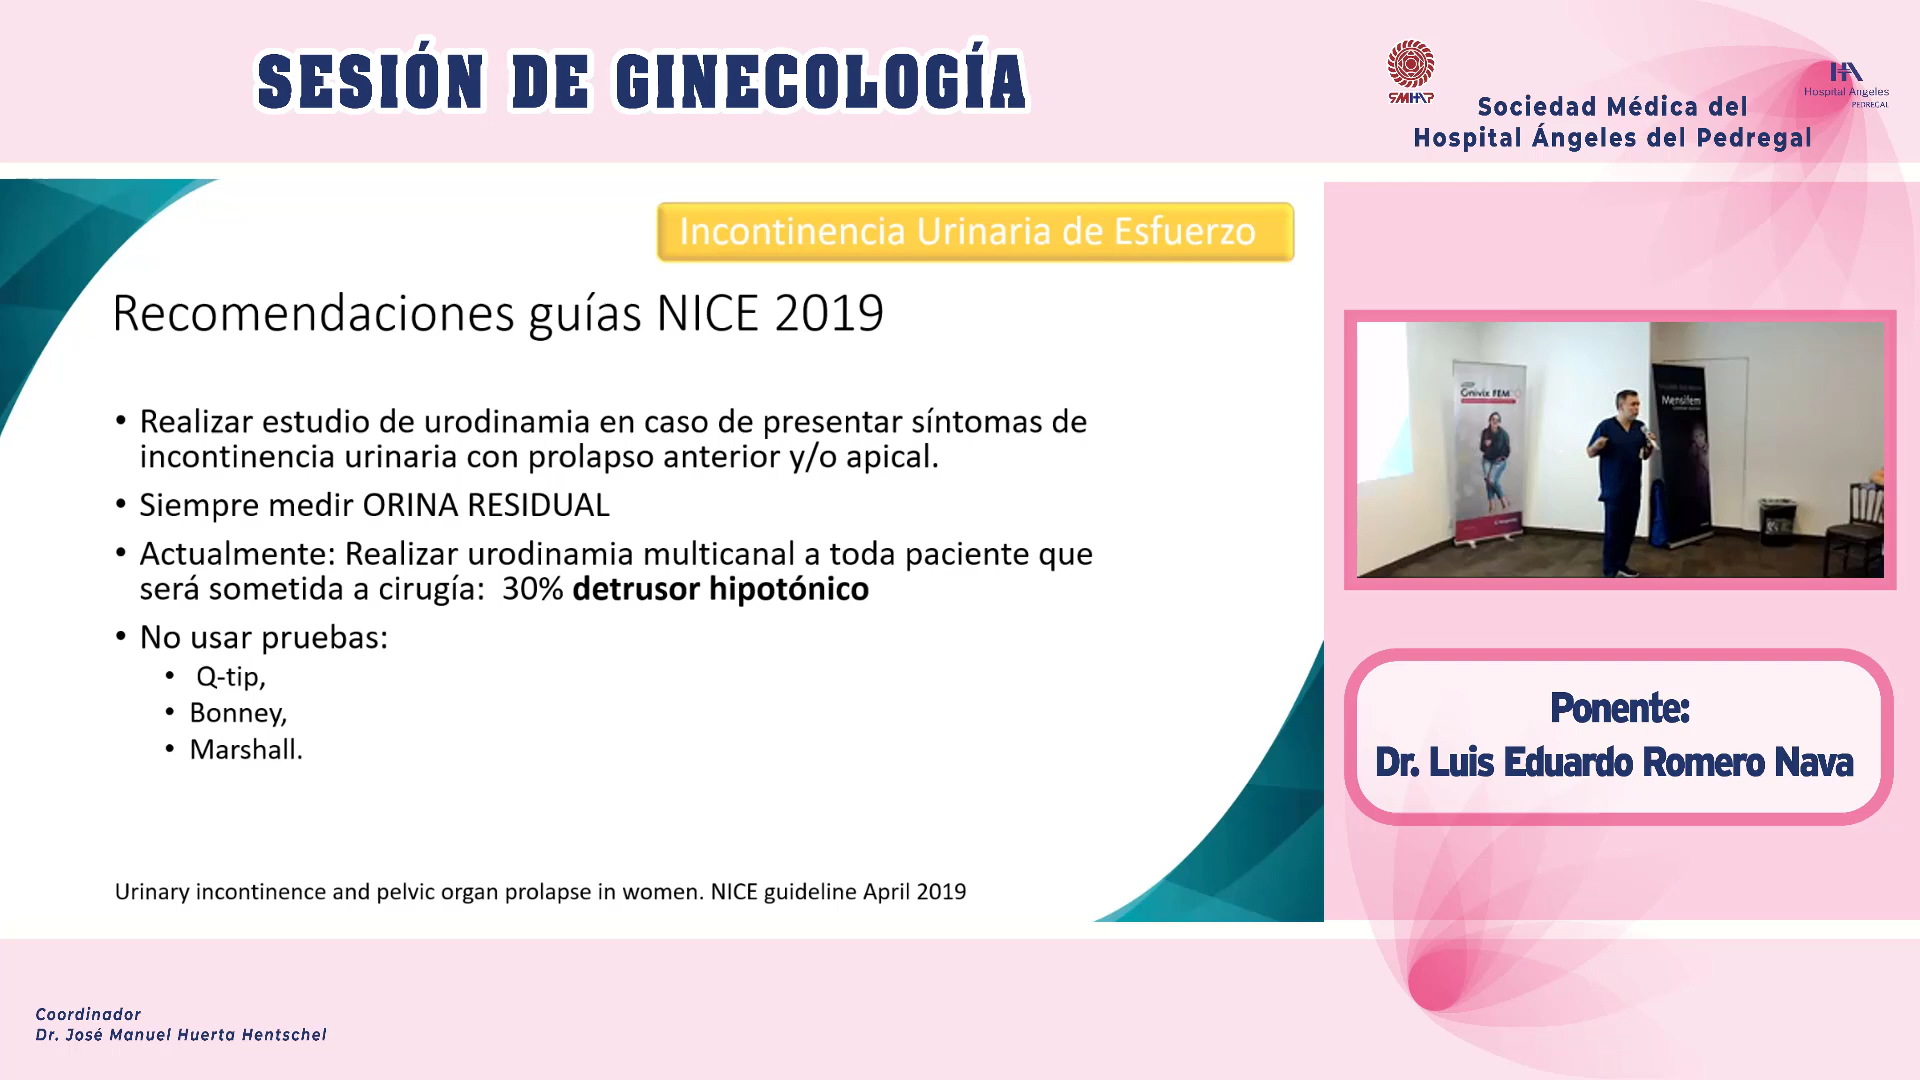 SESIÓN DE GINECOLOGÍA
SMHAP
Sociedad Médica del
Hospital Ángeles del Pedregal
HA
Hospital Angeles
PEDREGAL
Incontinencia Urinaria de Esfuerzo
Recomendaciones guías NICE 2019
• Realizar estudio de urodinamia en caso de presentar síntomas de
incontinencia urinaria con prolapso anterior y/o apical.
• Siempre medir ORINA RESIDUAL
• Actualmente: Realizar urodinamia multicanal a toda paciente que
será sometida a cirugía: 30% detrusor hipotónico
• No usar pruebas:
• Q-tip,
• Bonney,
• Marshall.
Urinary incontinence and pelvic organ prolapse in women. NICE guideline April 2019
Gnivix FEM
Mensifem
Ponente:
Dr. Luis Eduardo Romero Nava
Coordinador
Dr. José Manuel Huerta Hentschel